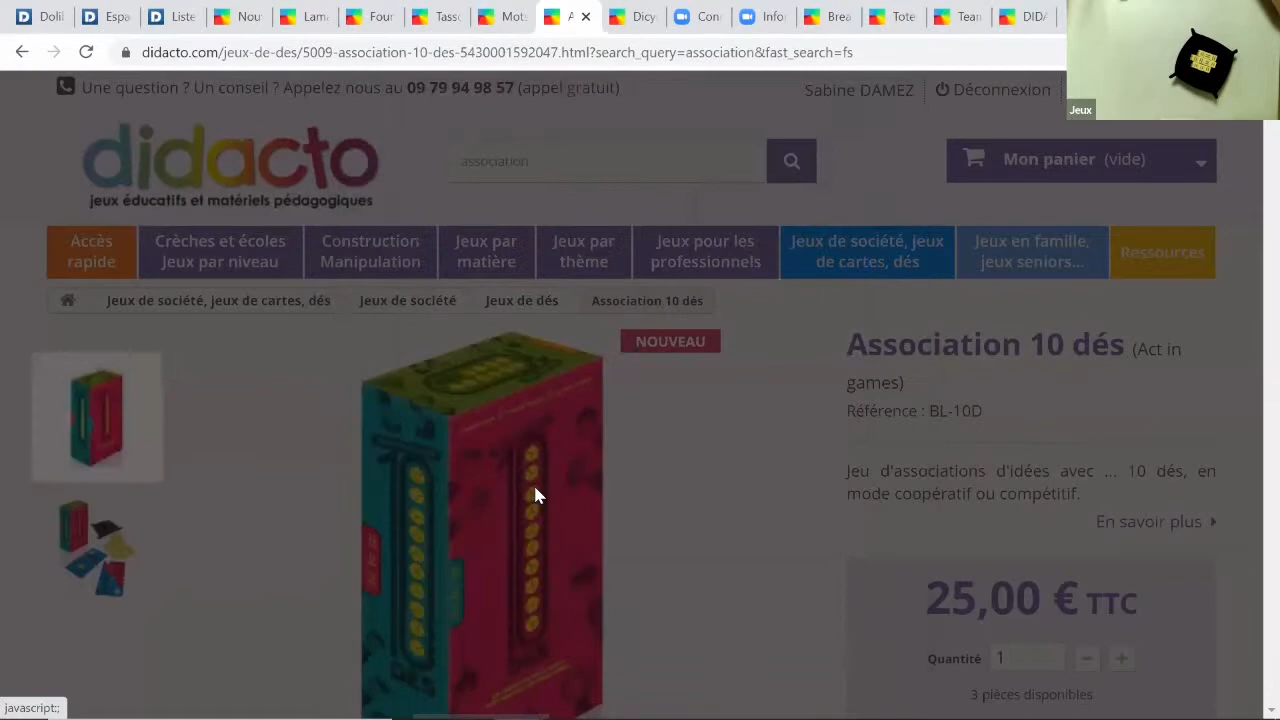 Doli
Espa
Liste
Nou
Lam
Four
Tass
Mot
A
Dicy
Con
Info
Brea
Tote
Tean
DID
didacto.com/jeux-de-des/5009-association-10-des-5430001592047.html?search_query=association&fast_search=fs
Jeux
Une question ? Un conseil ? Appelez nous au 09 79 94 98 57 (appel gratuit)
Sabine DAMEZ
Déconnexion
didacto
jeux éducatifs et matériels pédagogiques
association
Mon panier (vide)
Accès
rapide
Crèches et écoles
Jeux par niveau
Construction
Manipulation
Jeux par
matière
Jeux par
thème
Jeux pour les
professionnels
Jeux de société, jeux
de cartes, dés
Jeux en famille,
jeux seniors...
Ressources
Jeux de société, jeux de cartes, dés
Jeux de société
Jeux de dés
Association 10 dés
NOUVEAU
Association 10 dés (Act in
games)
Référence : BL-10D
Jeu d'associations d'idées avec ... 10 dés, en
mode coopératif ou compétitif.
En savoir plus
25,00 € TTC
Quantité 1
3 pièces disponibles
javascript:;